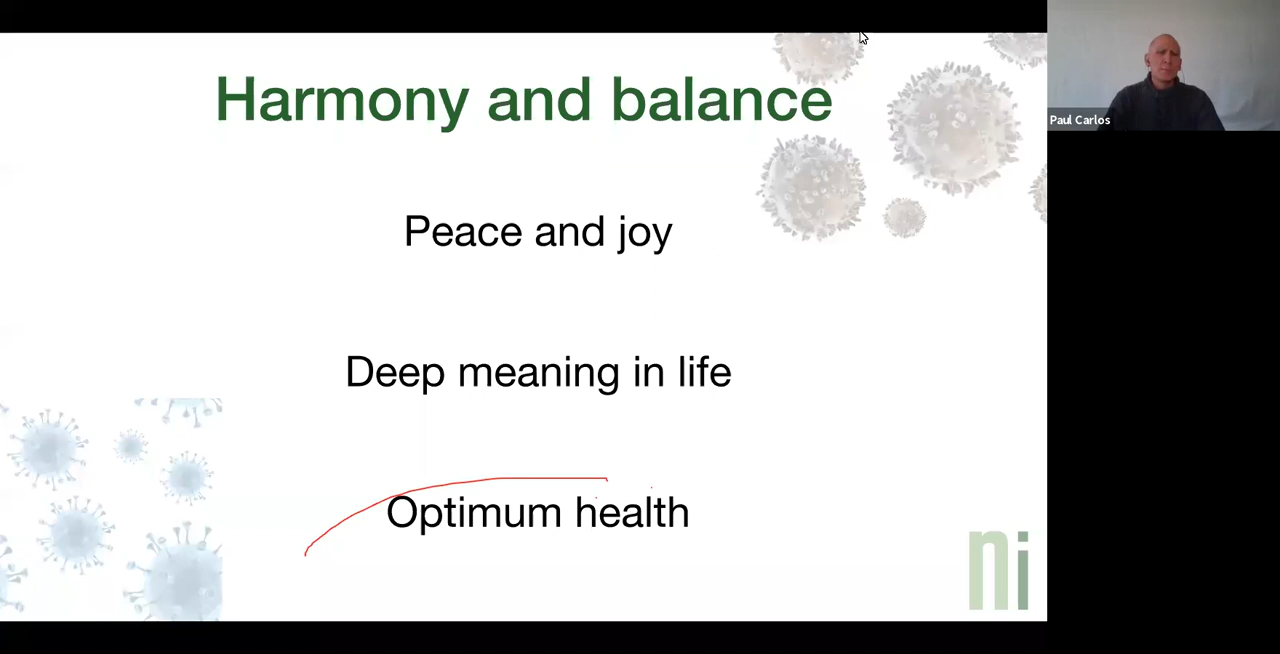 Harmony and balance
Paul Carlos
Peace and joy
Deep meaning in life
Optimum health
ni